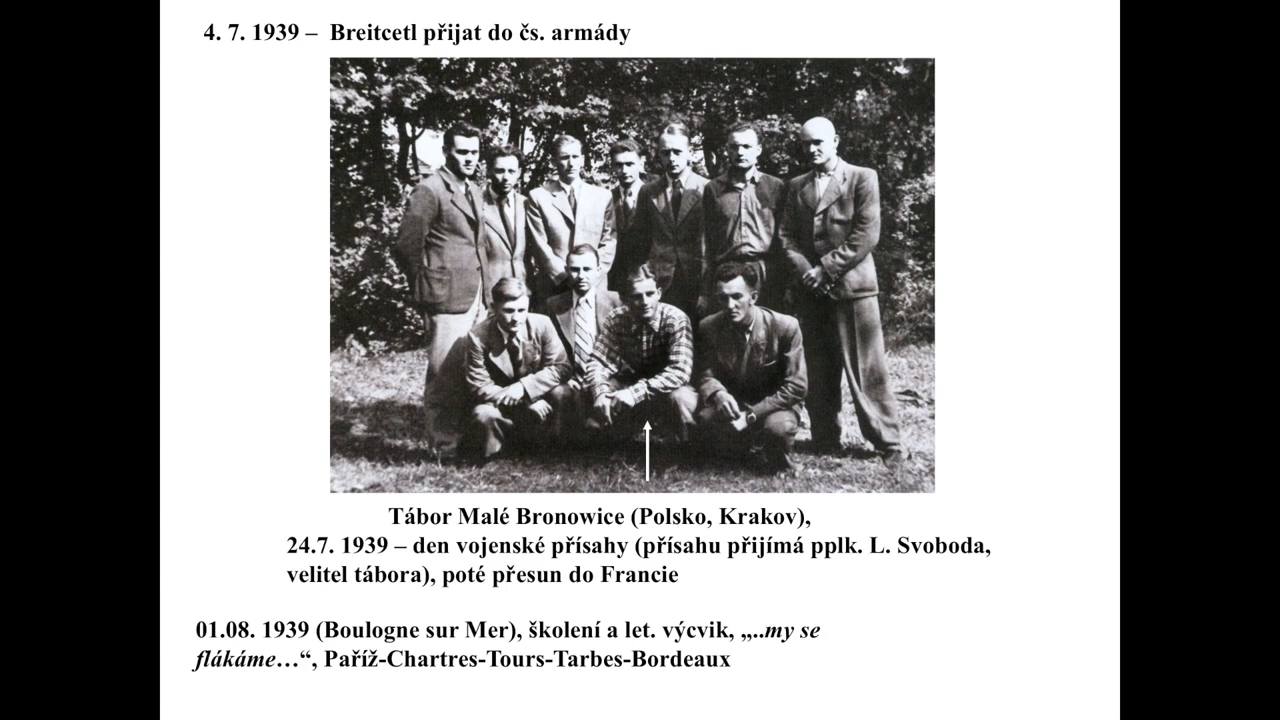 4. 7. 1939 – Breitcetl přijat do čs. armády
Tábor Malé Bronowice (Polsko, Krakov),
24.7. 1939 – den vojenské přísahy (přísahu přijímá pplk. L. Svoboda,
velitel tábora), poté přesun do Francie
01.08. 1939 (Boulogne sur Mer), školení a let. výcvik, „..my se
flákáme…“, Paříž-Chartres-Tours-Tarbes-Bordeaux